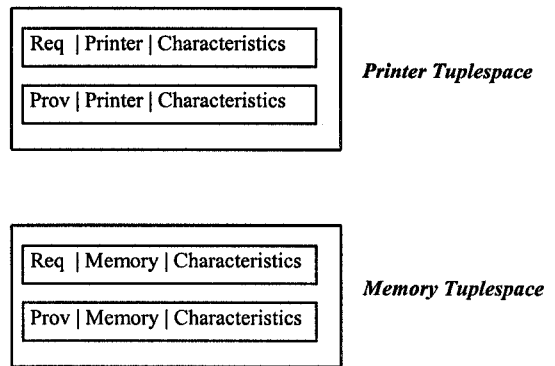 Req | Printer | Characteristics
Printer Tuplespace
Prov | Printer | Characteristics
Req | Memory | Characteristics
Memory Tuplespace
Prov | Memory | Characteristics